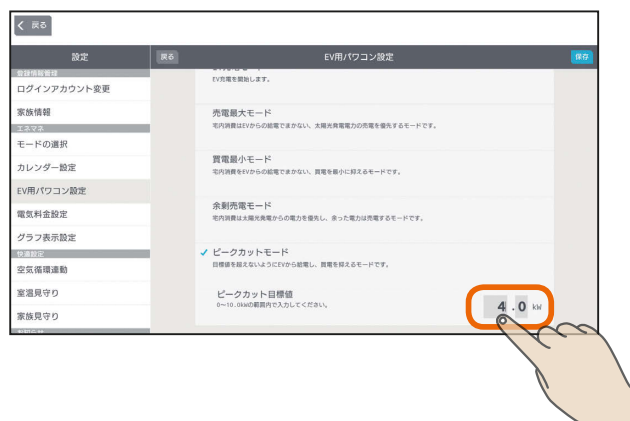 戻る
設定
戻る
EV用パワコン設定
保存
登録情報管理
ログインアカウント変更
家族情報
エネマネ
モードの選択
カレンダー設定
EV用パワコン設定
電気料金設定
グラフ表示設定
快適設定
空気循環連動
室温見守り
家族見守り
お知らせ
EV充電を開始します。
売電最大モード
宅内消費はEVからの給電でまかない、太陽光発電電力の売電を優先するモードです。
買電最小モード
宅内消費をEVからの給電でまかない、買電を最小に抑えるモードです。
余剰売電モード
宅内消費は太陽光発電からの電力を優先し、余った電力は売電するモードです。
ピークカットモード
目標値を超えないようにEVから給電し、買電を抑えるモードです。
ピークカット目標値
0～10.0kWの範囲内で入力してください。
4.0 kW